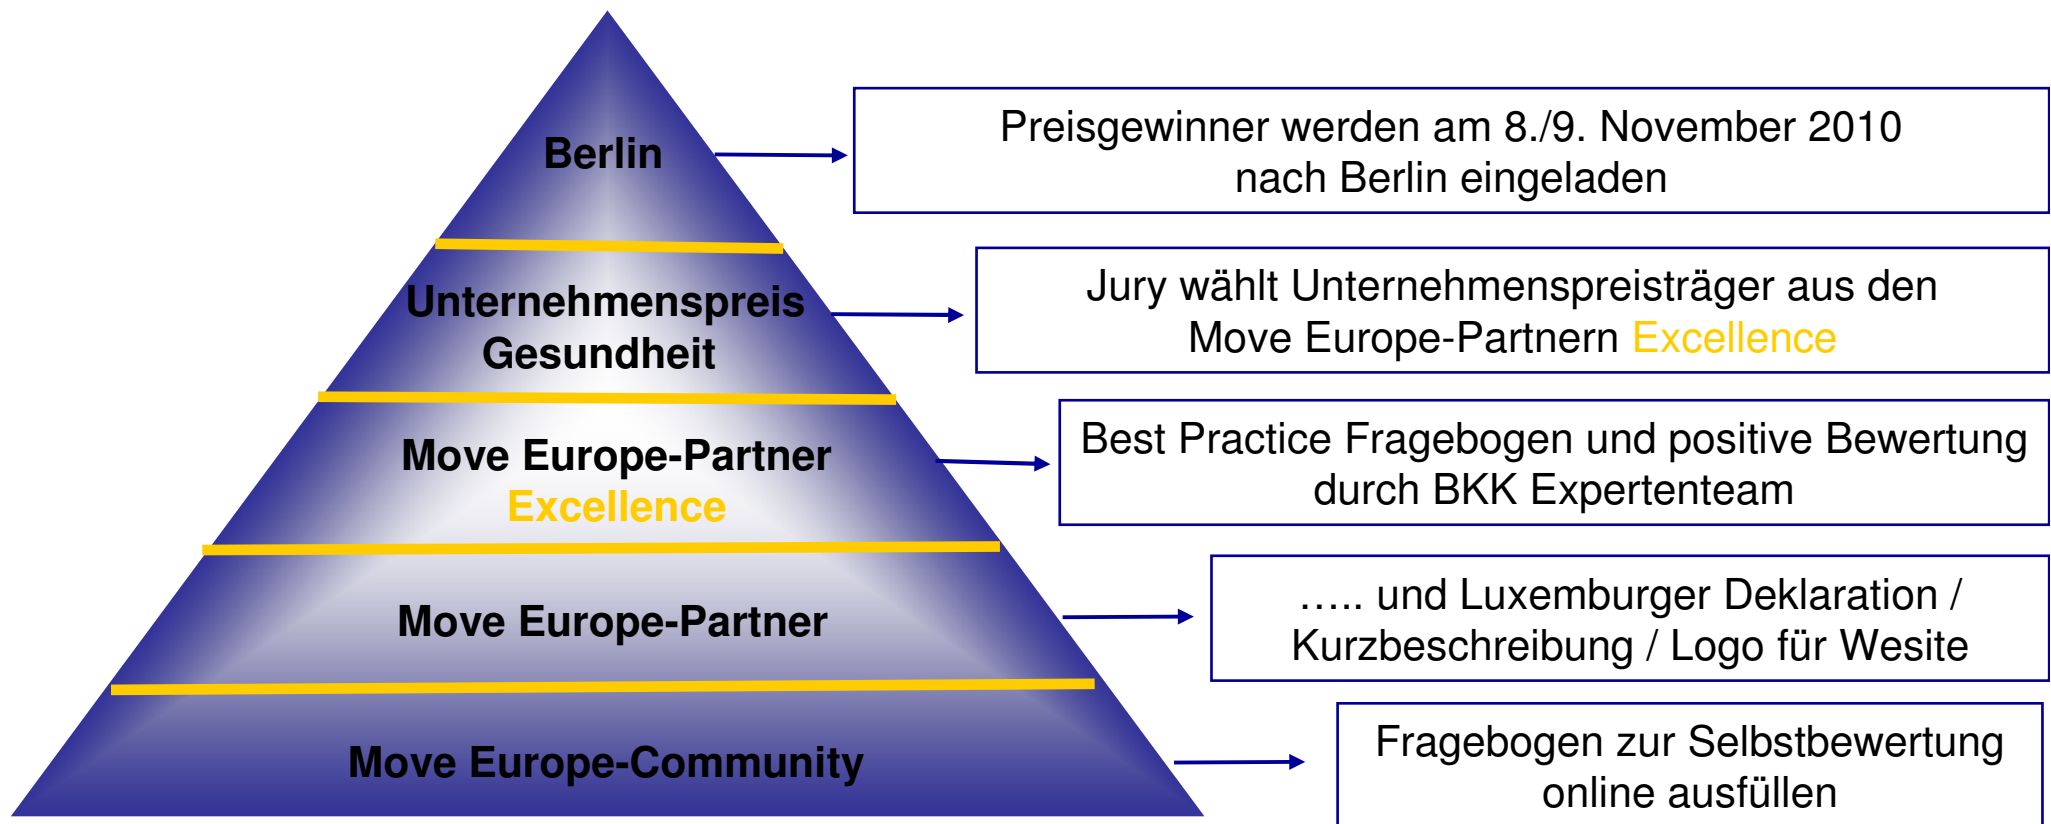 Berlin
Preisgewinner werden am 8./9. November 2010
nach Berlin eingeladen
Unternehmenspreis
Gesundheit
Jury wählt Unternehmenspreisträger aus den
Move Europe-Partnern Excellence
Move Europe-Partner
Excellence
Best Practice Fragebogen und positive Bewertung
durch BKK Expertenteam
Move Europe-Partner
….. und Luxemburger Deklaration /
Kurzbeschreibung / Logo für Wesite
Move Europe-Community
Fragebogen zur Selbstbewertung
online ausfüllen